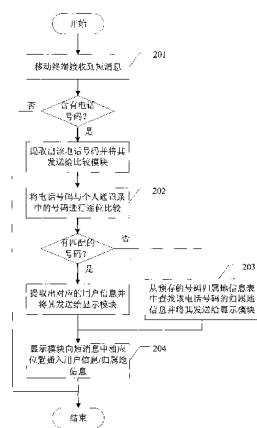 开始
201
移动终端接收到短消息
否
含有电话
号码?
是
提取出该电话号码并将其
发送给比较模块
202
将电话号码与个人通讯录
中的号码进行逐位比较
有匹配的
号码?
否
是
203
提取出对应的用户信息并
将其发送给显示模块
从预存的号码归属地信息表
中查找该电话号码的归属地
信息并将其发送给显示模块
204
显示模块向短消息中相应
位置插入用户信息/归属地
信息
结束